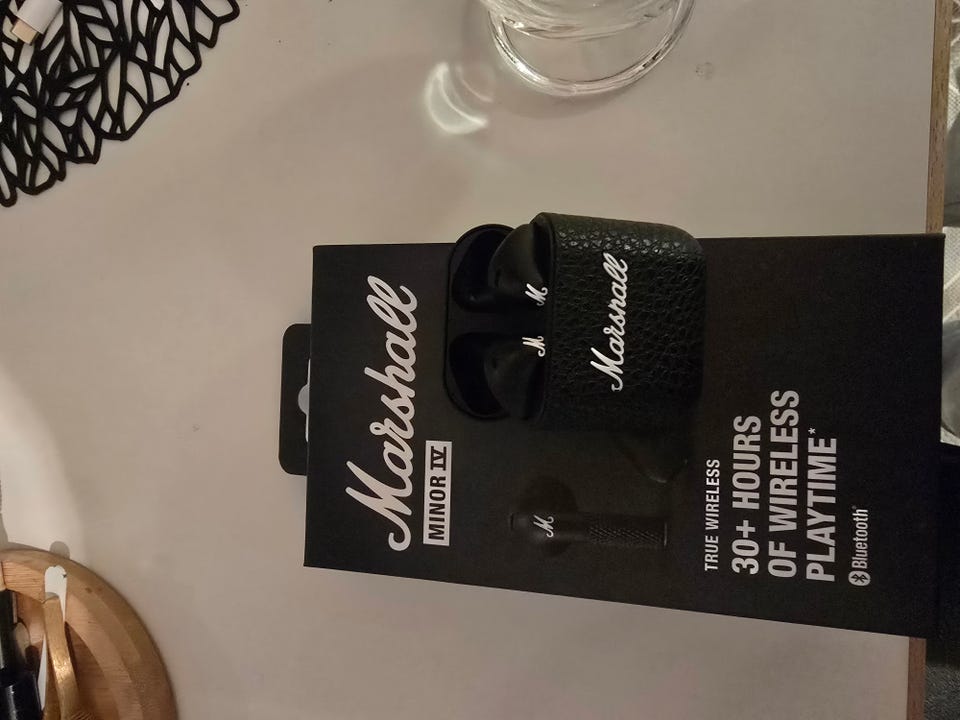 Marshall
MINOR IV
M
M
Marshall
M
TRUE WIRELESS
30+ HOURS
OF WIRELESS
PLAYTIME*
Bluetooth®